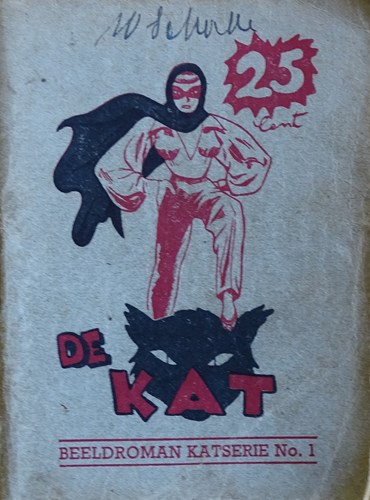 25
Cent
DE
KAT
BEELDROMAN KATSERIE No. 1